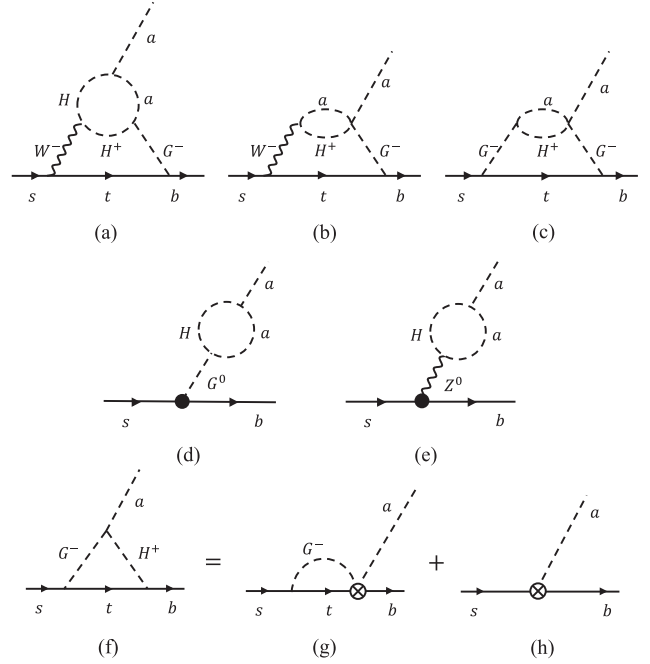 a
H a
W⁻ H⁺ G⁻
s t b
(a)
a
a
W⁻ H⁺ G⁻
s t b
(b)
a
a
G⁻ H⁺ G⁻
s t b
(c)
a
H a
G⁰
s b
(d)
a
H a
Z⁰
s b
(e)
a
G⁻ H⁺
s t b
(f)
=
a
G⁻
s t b
(g)
+
a
s b
(h)